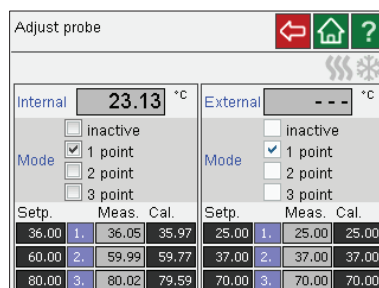 Adjust probe
?
Internal 23.13 °C
inactive
Mode
1 point
2 point
3 point
Setp. Meas. Cal.
36.00 1. 36.05 35.97
60.00 2. 59.99 59.77
80.00 3. 80.02 79.59
External --- °C
inactive
Mode
1 point
2 point
3 point
Setp. Meas. Cal.
25.00 1. 25.00 25.00
37.00 2. 37.00 37.00
70.00 3. 70.00 70.00